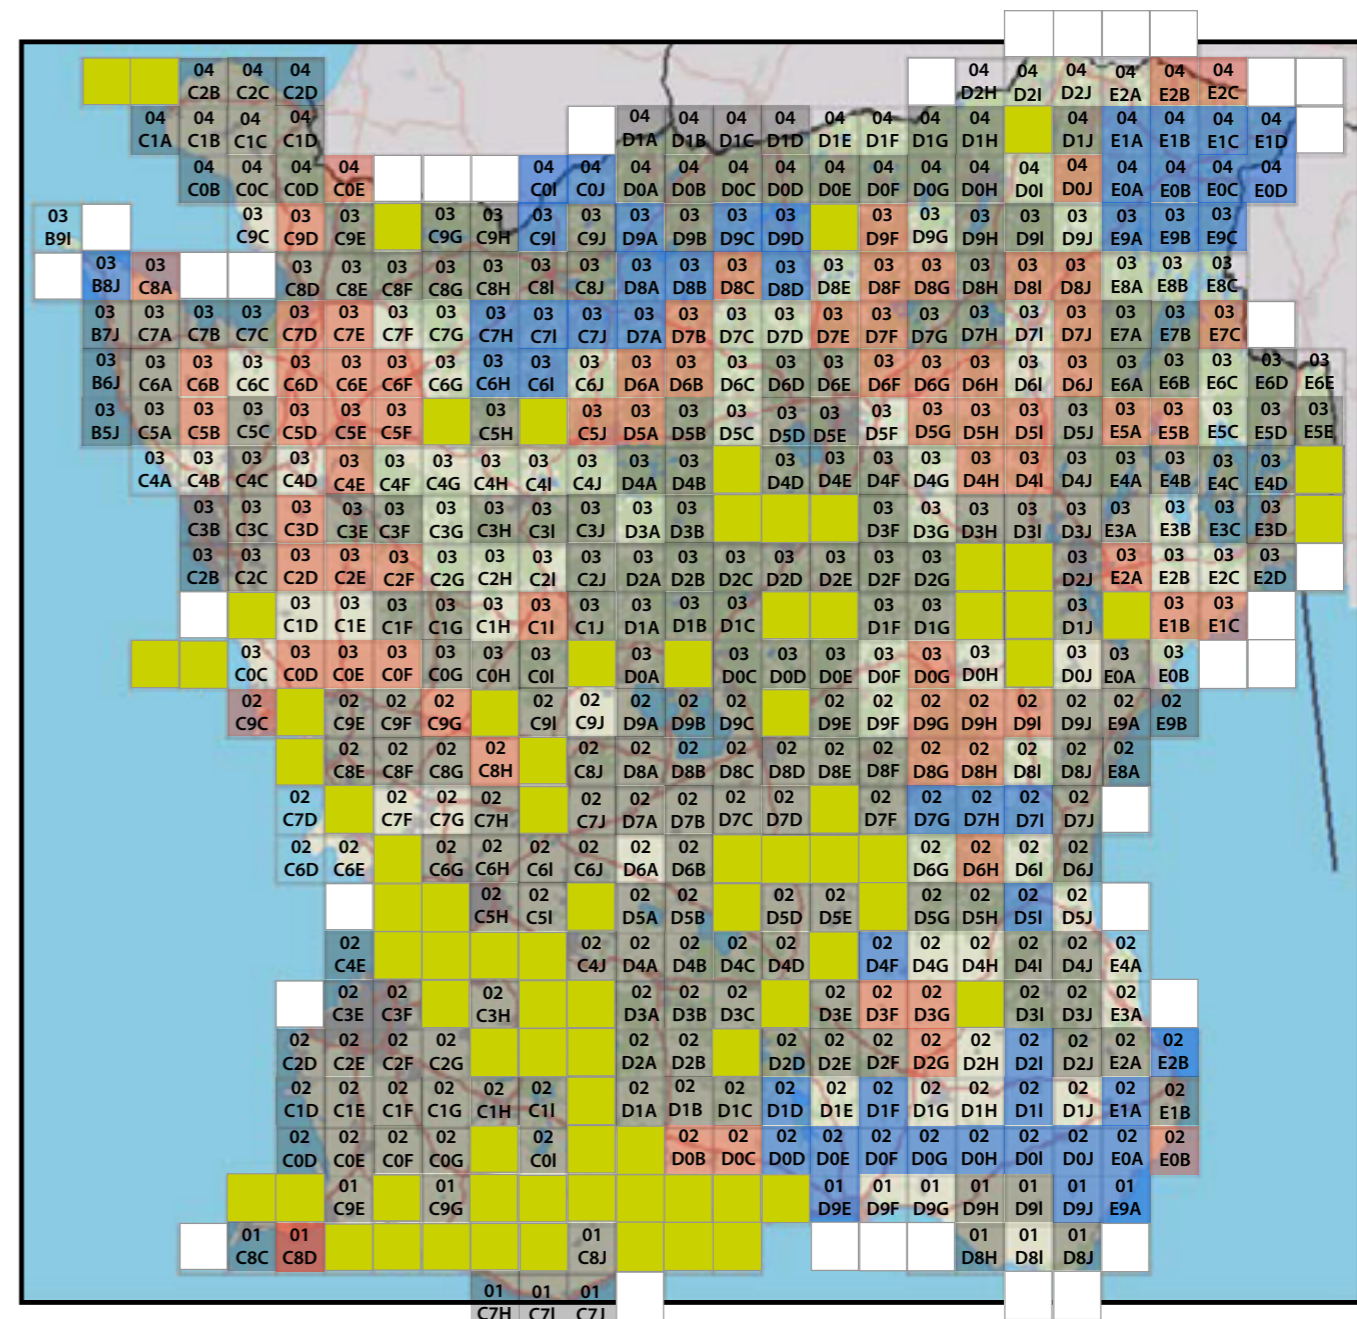 04 04 04
C2B C2C C2D
04 04 04 04 04 04
D2H D2I D2J E2A E2B E2C
04 04 04 04
C1A C1B C1C C1D
04 04 04 04 04 04 04 04
D1A D1B D1C D1D D1E D1F D1G D1H
04 04 04 04 04
D1J E1A E1B E1C E1D
04 04 04 04
C0B C0C C0D C0E
04 04 04 04 04 04 04 04 04 04 04 04 04 04 04 04
C0I C0J D0A D0B D0C D0D D0E D0F D0G D0H D0I D0J E0A E0B E0C E0D
03 03 03 03 03 03 03 03 03 03 03 03 03 03 03 03 03 03 03 03
B9I C9C C9D C9E C9G C9H C9I C9J D9A D9B D9C D9D D9F D9G D9H D9I D9J E9A E9B E9C
03 03 03 03 03 03 03 03 03 03 03 03 03 03 03 03 03 03 03 03 03 03
B8J C8A C8D C8E C8F C8G C8H C8I C8J D8A D8B D8C D8D D8E D8F D8G D8H D8I D8J E8A E8B E8C
03 03 03 03 03 03 03 03 03 03 03 03 03 03 03 03 03 03 03 03 03 03 03 03
B7J C7A C7B C7C C7D C7E C7F C7G C7H C7I C7J D7A D7B D7C D7D D7E D7F D7G D7H D7I D7J E7A E7B E7C
03 03 03 03 03 03 03 03 03 03 03 03 03 03 03 03 03 03 03 03 03 03 03 03 03 03
B6J C6A C6B C6C C6D C6E C6F C6G C6H C6I C6J D6A D6B D6C D6D D6E D6F D6G D6H D6I D6J E6A E6B E6C E6D E6E
03 03 03 03 03 03 03 03 03 03 03 03 03 03 03 03 03 03 03 03 03 03 03 03
B5J C5A C5B C5C C5D C5E C5F C5H C5J D5A D5B D5C D5D D5E D5F D5G D5H D5I D5J E5A E5B E5C E5D E5E
03 03 03 03 03 03 03 03 03 03 03 03 03 03 03 03 03 03 03 03 03 03 03
C4A C4B C4C C4D C4E C4F C4G C4H C4I C4J D4A D4B D4D D4E D4F D4G D4H D4I D4J E4A E4B E4C E4D
03 03 03 03 03 03 03 03 03 03 03 03 03 03 03 03 03 03 03 03
C3B C3C C3D C3E C3F C3G C3H C3I C3J D3A D3B D3F D3G D3H D3I D3J E3A E3B E3C E3D
03 03 03 03 03 03 03 03 03 03 03 03 03 03 03 03 03 03 03 03 03
C2B C2C C2D C2E C2F C2G C2H C2I C2J D2A D2B D2C D2D D2E D2F D2G D2J E2A E2B E2C E2D
03 03 03 03 03 03 03 03 03 03 03 03 03 03 03
C1D C1E C1F C1G C1H C1I C1J D1A D1B D1C D1F D1G D1J E1B E1C
03 03 03 03 03 03 03 03 03 03 03 03 03 03 03 03 03
C0C C0D C0E C0F C0G C0H C0I D0A D0C D0D D0E D0F D0G D0H D0J E0A E0B
02 02 02 02 02 02 02 02 02 02 02 02 02 02 02 02 02
C9C C9E C9F C9G C9I C9J D9A D9B D9C D9E D9F D9G D9H D9I D9J E9A E9B
02 02 02 02 02 02 02 02 02 02 02 02 02 02 02 02
C8E C8F C8G C8H C8J D8A D8B D8C D8D D8E D8F D8G D8H D8I D8J E8A
02 02 02 02 02 02 02 02 02 02 02 02 02 02
C7D C7F C7G C7H C7J D7A D7B D7C D7D D7F D7G D7H D7I D7J
02 02 02 02 02 02 02 02 02 02 02 02
C6D C6E C6G C6H C6I C6J D6A D6B D6G D6H D6I D6J
02 02 02 02 02 02 02 02 02 02
C5H C5I D5A D5B D5D D5E D5G D5H D5I D5J
02 02 02 02 02 02 02 02 02 02 02 02
C4E C4J D4A D4B D4C D4D D4F D4G D4H D4I D4J E4A
02 02 02 02 02 02 02 02 02 02 02 02
C3E C3F C3H D3A D3B D3C D3E D3F D3G D3I D3J E3A
02 02 02 02 02 02 02 02 02 02 02 02 02 02 02
C2D C2E C2F C2G D2A D2B D2D D2E D2F D2G D2H D2I D2J E2A E2B
02 02 02 02 02 02 02 02 02 02 02 02 02 02 02 02 02 02
C1D C1E C1F C1G C1H C1I D1A D1B D1C D1D D1E D1F D1G D1H D1I D1J E1A E1B
02 02 02 02 02 02 02 02 02 02 02 02 02 02 02 02
C0D C0E C0F C0G C0I D0B D0C D0D D0E D0F D0G D0H D0I D0J E0A E0B
01 01 01 01 01 01 01 01 01
C9E C9G D9E D9F D9G D9H D9I D9J E9A
01 01 01 01 01 01
C8C C8D C8J D8H D8I D8J
01 01 01
C7H C7I C7J